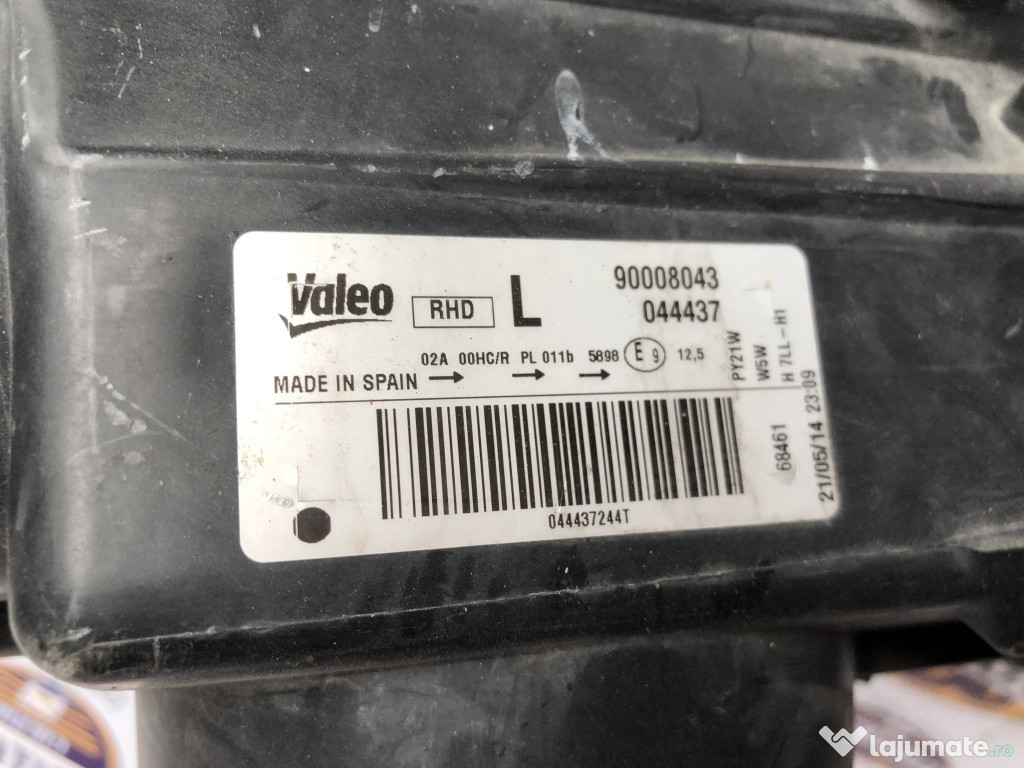 Valeo
RHD
L
90008043
044437
02A 00HC/R PL 011b 5898 E9 12,5
MADE IN SPAIN → → →
PY21W
W5W
H 7LL-H1
68461
21/05/14 23:09
044437244T
lajumate.ro